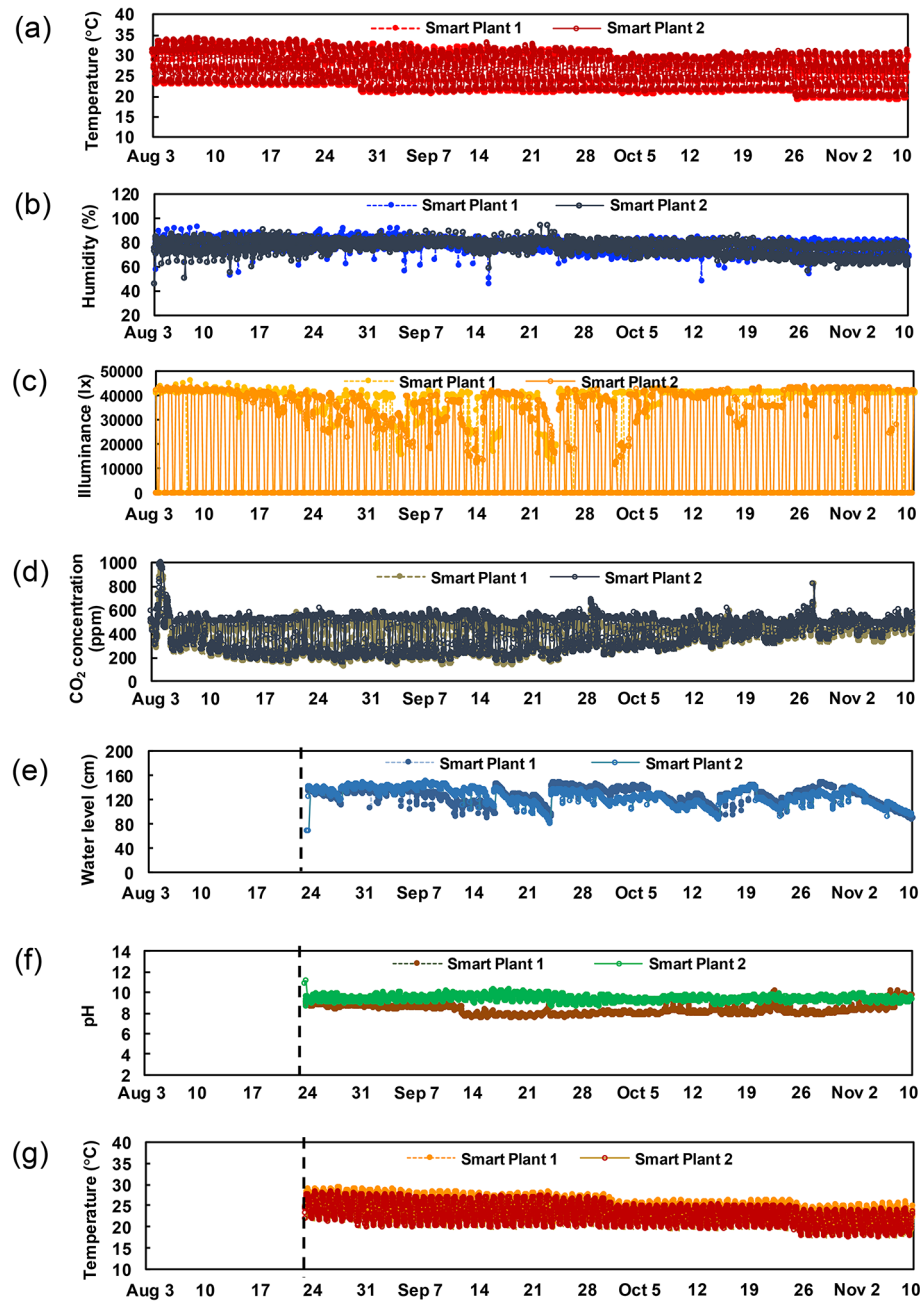 (a)
Temperature (°C)
40
35
30
25
20
15
10
Smart Plant 1 Smart Plant 2
Aug 3 10 17 24 31 Sep 7 14 21 28 Oct 5 12 19 26 Nov 2 10
(b)
Humidity (%)
120
100
80
60
40
20
Smart Plant 1 Smart Plant 2
Aug 3 10 17 24 31 Sep 7 14 21 28 Oct 5 12 19 26 Nov 2 10
(c)
Illuminance (lx)
50000
40000
30000
20000
10000
0
Smart Plant 1 Smart Plant 2
Aug 3 10 17 24 31 Sep 7 14 21 28 Oct 5 12 19 26 Nov 2 10
(d)
CO₂ concentration
(ppm)
1000
800
600
400
200
0
Smart Plant 1 Smart Plant 2
Aug 3 10 17 24 31 Sep 7 14 21 28 Oct 5 12 19 26 Nov 2 10
(e)
Water level (cm)
200
160
120
80
40
0
Smart Plant 1 Smart Plant 2
Aug 3 10 17 24 31 Sep 7 14 21 28 Oct 5 12 19 26 Nov 2 10
(f)
pH
14
12
10
8
6
4
2
Smart Plant 1 Smart Plant 2
Aug 3 10 17 24 31 Sep 7 14 21 28 Oct 5 12 19 26 Nov 2 10
(g)
Temperature (°C)
40
35
30
25
20
15
10
Smart Plant 1 Smart Plant 2
Aug 3 10 17 24 31 Sep 7 14 21 28 Oct 5 12 19 26 Nov 2 10